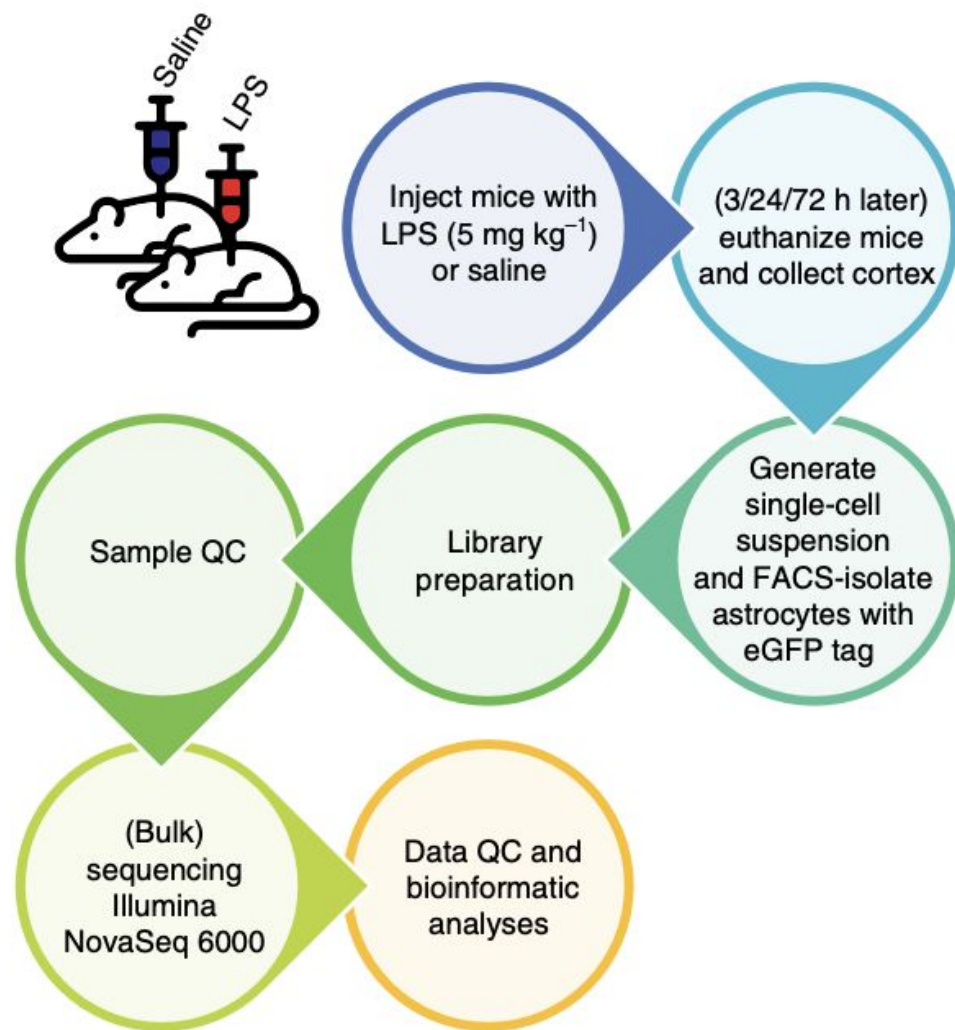 Saline
LPS
Inject mice with
LPS (5 mg kg⁻¹)
or saline
(3/24/72 h later)
euthanize mice
and collect cortex
Generate
single-cell
suspension
and FACS-isolate
astrocytes with
eGFP tag
Library
preparation
Sample QC
(Bulk)
sequencing
Illumina
NovaSeq 6000
Data QC and
bioinformatic
analyses